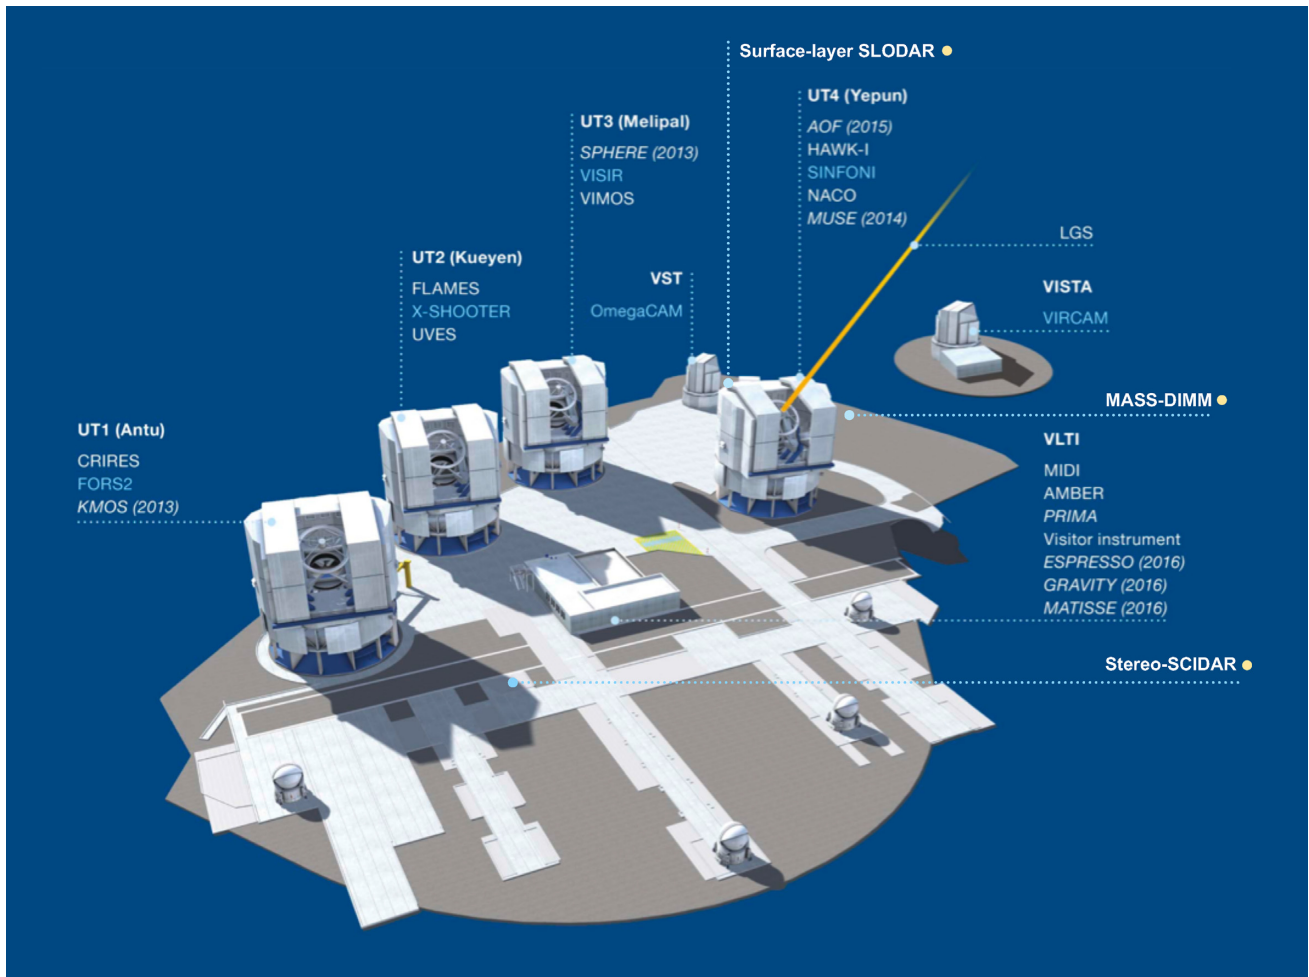 Surface-layer SLODAR
UT4 (Yepun)
AOF (2015)
HAWK-I
SINFONI
NACO
MUSE (2014)
UT3 (Melipal)
SPHERE (2013)
VISIR
VIMOS
LGS
UT2 (Kueyen)
FLAMES
X-SHOOTER
UVES
VST
OmegaCAM
VISTA
VIRCAM
MASS-DIMM
UT1 (Antu)
CRIRES
FORS2
KMOS (2013)
VLTI
MIDI
AMBER
PRIMA
Visitor instrument
ESPRESSO (2016)
GRAVITY (2016)
MATISSE (2016)
Stereo-SCIDAR